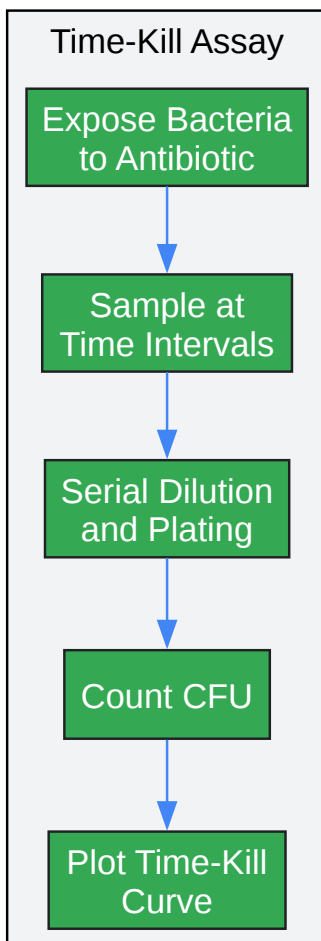 Time-Kill Assay
Expose Bacteria
to Antibiotic
Sample at
Time Intervals
Serial Dilution
and Plating
Count CFU
Plot Time-Kill
Curve